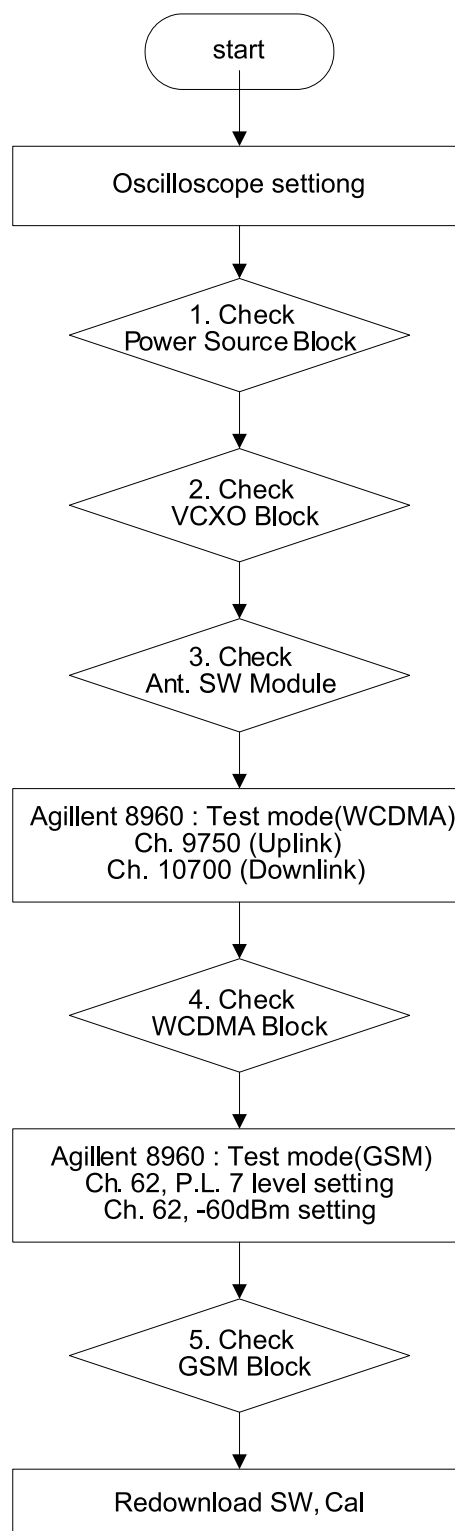 start
Oscilloscope settiong
1. Check
Power Source Block
2. Check
VCXO Block
3. Check
Ant. SW Module
Agillent 8960 : Test mode(WCDMA)
Ch. 9750 (Uplink)
Ch. 10700 (Downlink)
4. Check
WCDMA Block
Agillent 8960 : Test mode(GSM)
Ch. 62, P.L. 7 level setting
Ch. 62, -60dBm setting
5. Check
GSM Block
Redownload SW, Cal